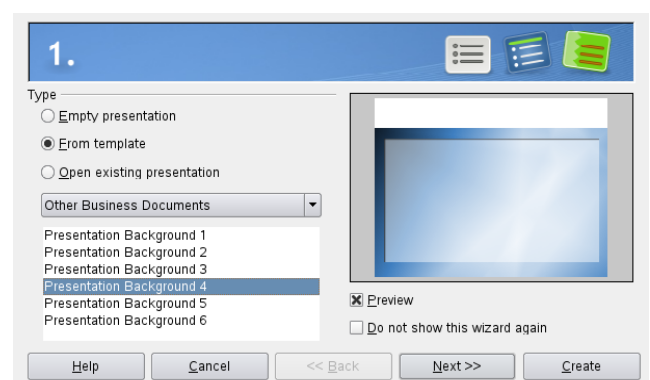 1.
Type
Empty presentation
From template
Open existing presentation
Other Business Documents
Presentation Background 1
Presentation Background 2
Presentation Background 3
Presentation Background 4
Presentation Background 5
Presentation Background 6
Preview
Do not show this wizard again
Help
Cancel
<< Back
Next >>
Create